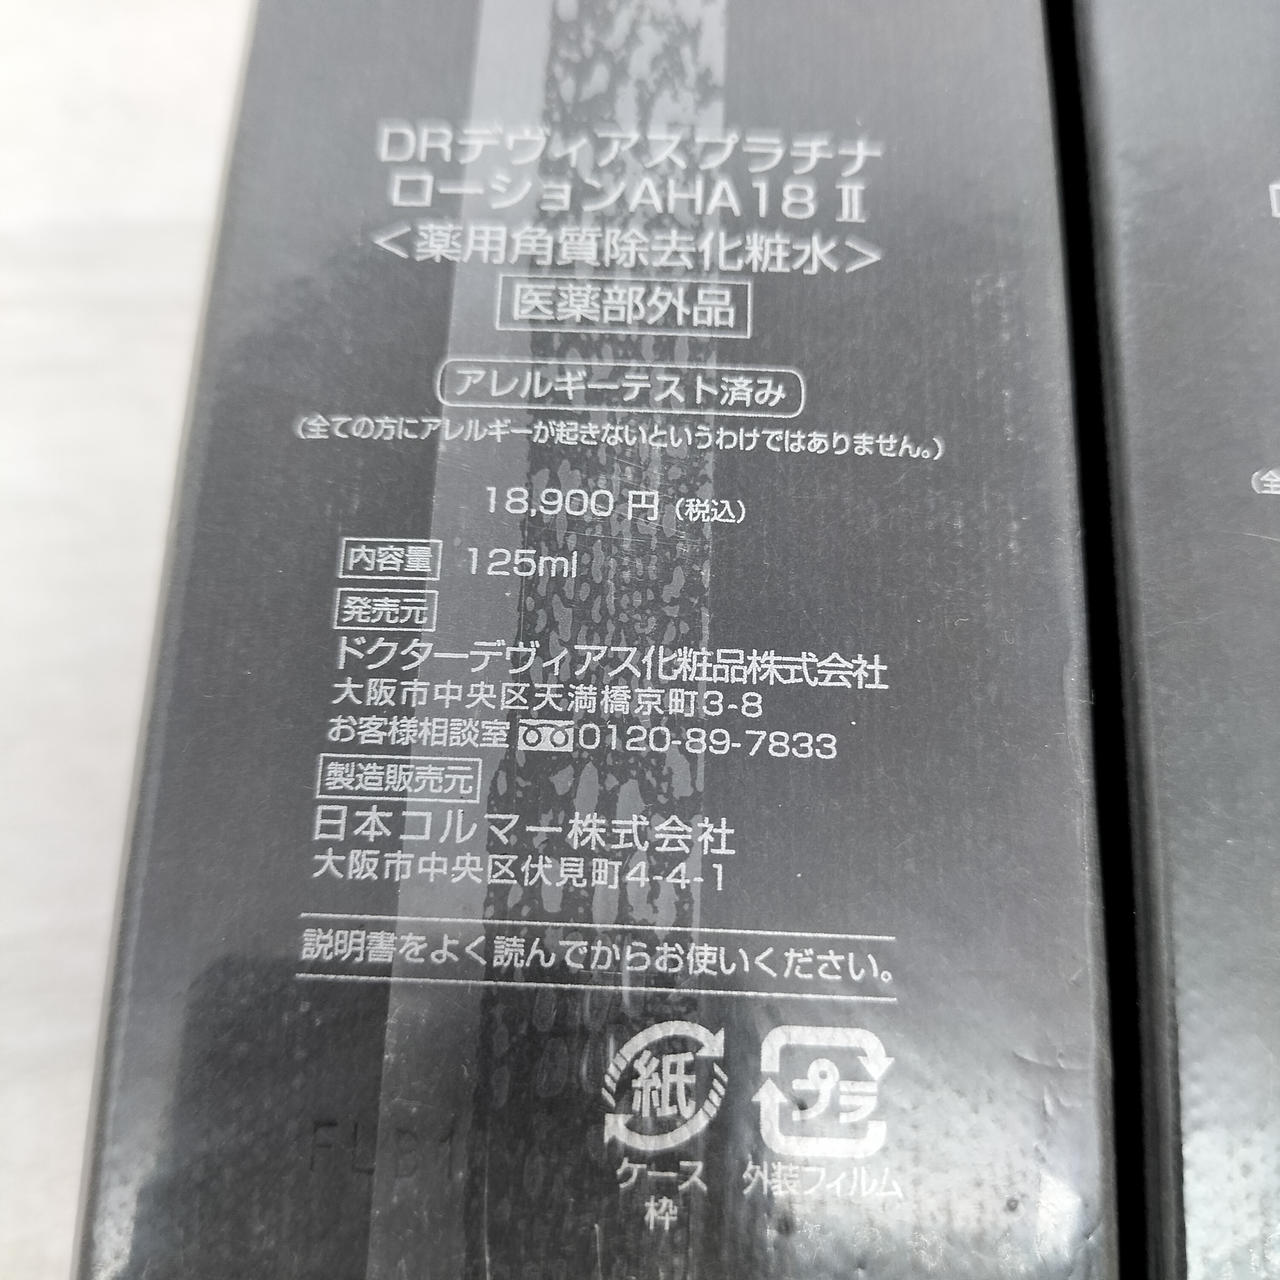 DRデヴィアスプラチナ
ローションAHA18 Ⅱ
＜薬用角質除去化粧水＞
医薬部外品
アレルギーテスト済み
（全ての方にアレルギーが起きないというわけではありません。）
18,900 円（税込）
内容量 125ml
発売元
ドクターデヴィアス化粧品株式会社
大阪市中央区天満橋京町3-8
お客様相談室 0120-89-7833
製造販売元
日本コルマー株式会社
大阪市中央区伏見町4-4-1
説明書をよく読んでからお使いください。
紙
プラ
ケース
外装フィルム
枠
（全